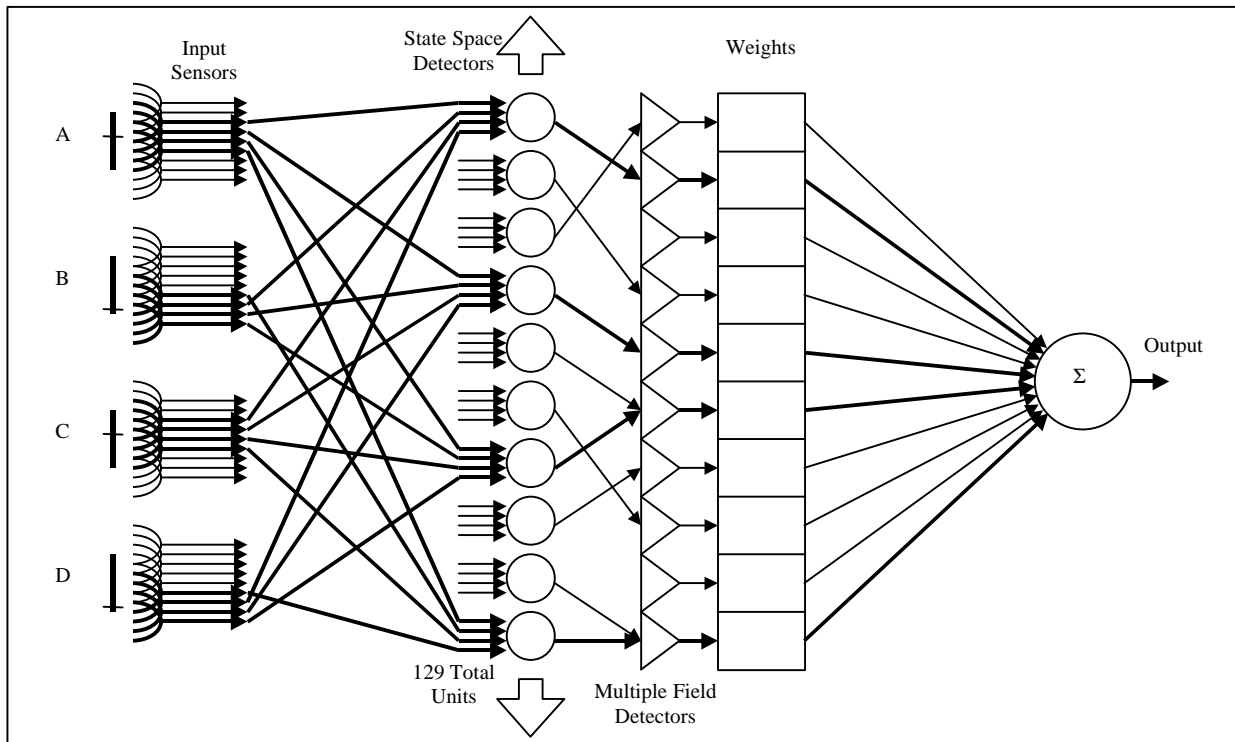 Input
Sensors
State Space
Detectors
Weights
A
B
C
D
Output
Σ
129 Total
Units
Multiple Field
Detectors